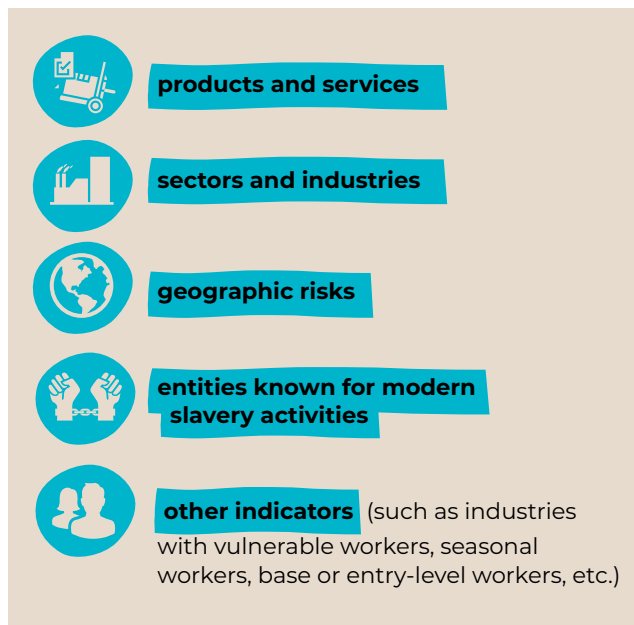 products and services
sectors and industries
geographic risks
entities known for modern
slavery activities
other indicators (such as industries
with vulnerable workers, seasonal
workers, base or entry-level workers, etc.)